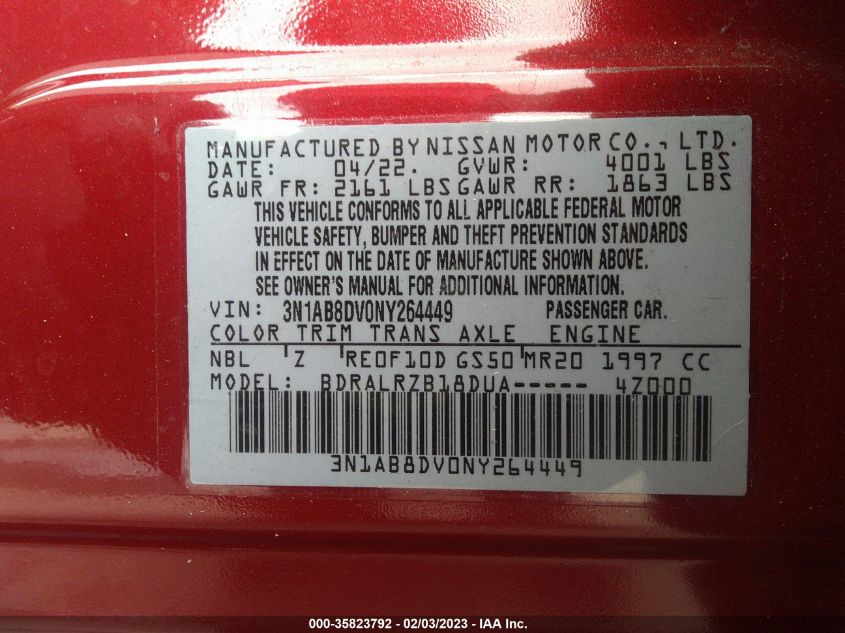 MANUFACTURED BY NISSAN MOTOR CO., LTD.
DATE: 04/22. GVWR: 4001 LBS
GAWR FR: 2161 LBS GAWR RR: 1863 LBS
THIS VEHICLE CONFORMS TO ALL APPLICABLE FEDERAL MOTOR
VEHICLE SAFETY, BUMPER AND THEFT PREVENTION STANDARDS
IN EFFECT ON THE DATE OF MANUFACTURE SHOWN ABOVE.
SEE OWNER'S MANUAL FOR ADDITIONAL INFORMATION.
VIN: 3N1AB8DV0NY264449 PASSENGER CAR.
COLOR TRIM TRANS AXLE ENGINE
NBL Z RE0F10D GS50 MR20 1997 CC
MODEL: BDRALRZB18DUA----- 4Z000
3N1AB8DV0NY264449
000-35823792 - 02/03/2023 - IAA Inc.